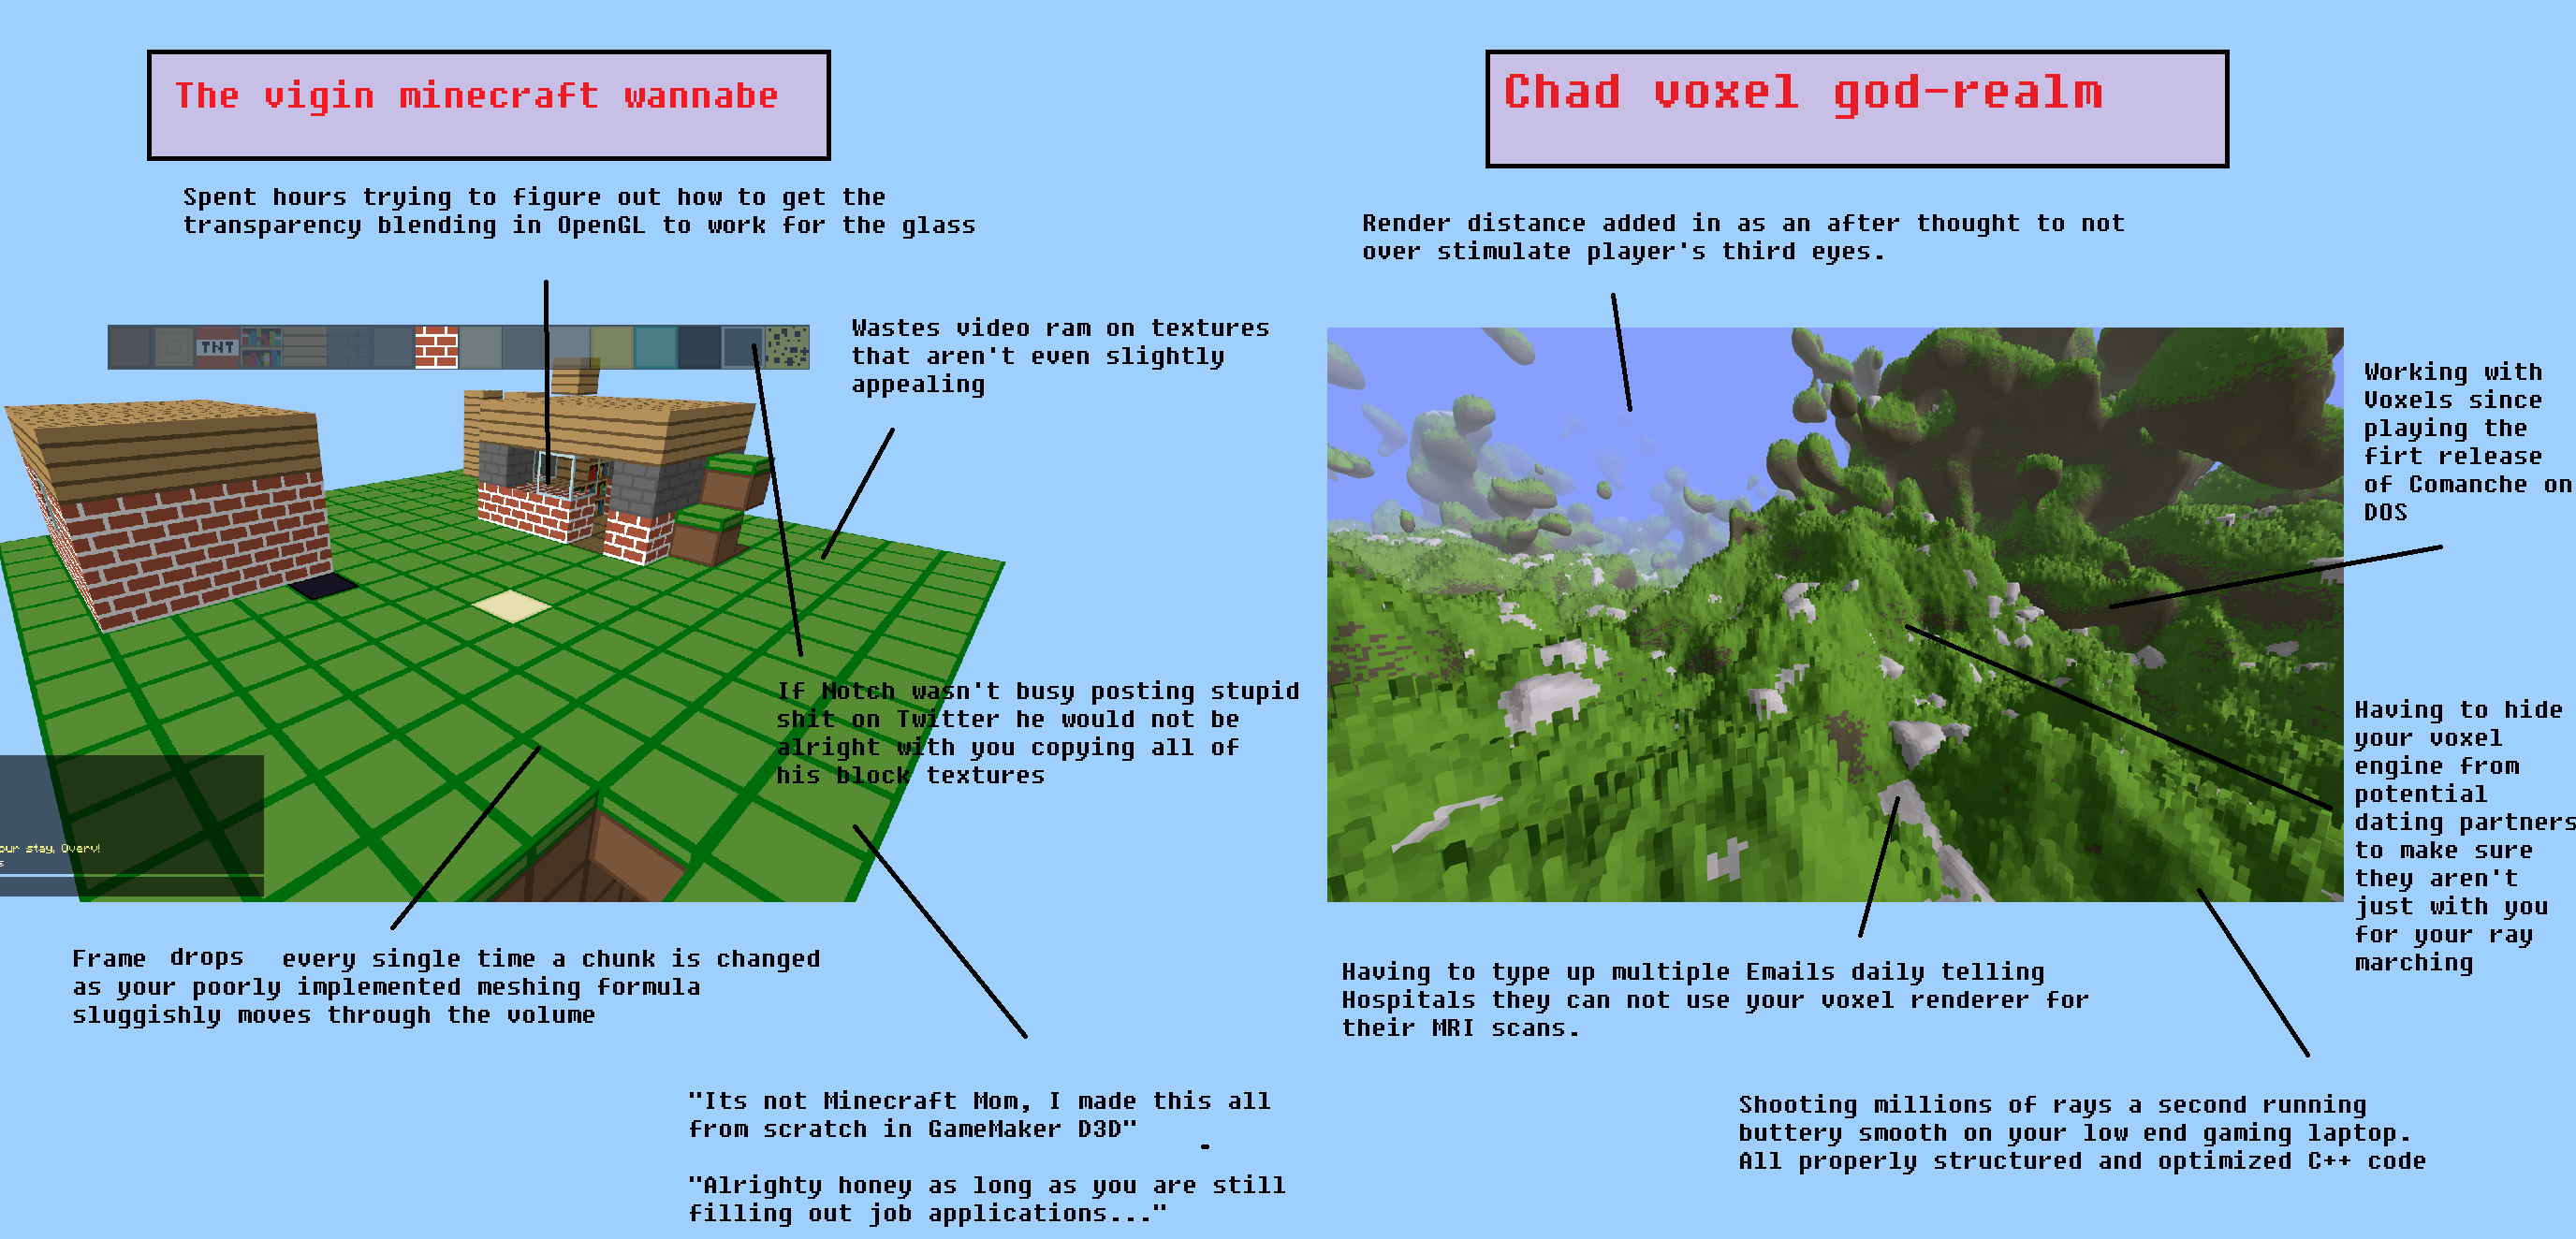 The vigin minecraft wannabe
Spent hours trying to figure out how to get the
transparency blending in OpenGL to work for the glass
TNT
Wastes video ram on textures
that aren't even slightly
appealing
If Notch wasn't busy posting stupid
shit on Twitter he would not be
alright with you copying all of
his block textures
our stay, Overv!
s
Frame drops every single time a chunk is changed
as your poorly implemented meshing formula
sluggishly moves through the volume
"Its not Minecraft Mom, I made this all
from scratch in GameMaker D3D"
"Alrighty honey as long as you are still
filling out job applications..."
Chad voxel god-realm
Render distance added in as an after thought to not
over stimulate player's third eyes.
Working with
Voxels since
playing the
firt release
of Comanche on
DOS
Having to hide
your voxel
engine from
potential
dating partners
to make sure
they aren't
just with you
for your ray
marching
Having to type up multiple Emails daily telling
Hospitals they can not use your voxel renderer for
their MRI scans.
Shooting millions of rays a second running
buttery smooth on your low end gaming laptop.
All properly structured and optimized C++ code